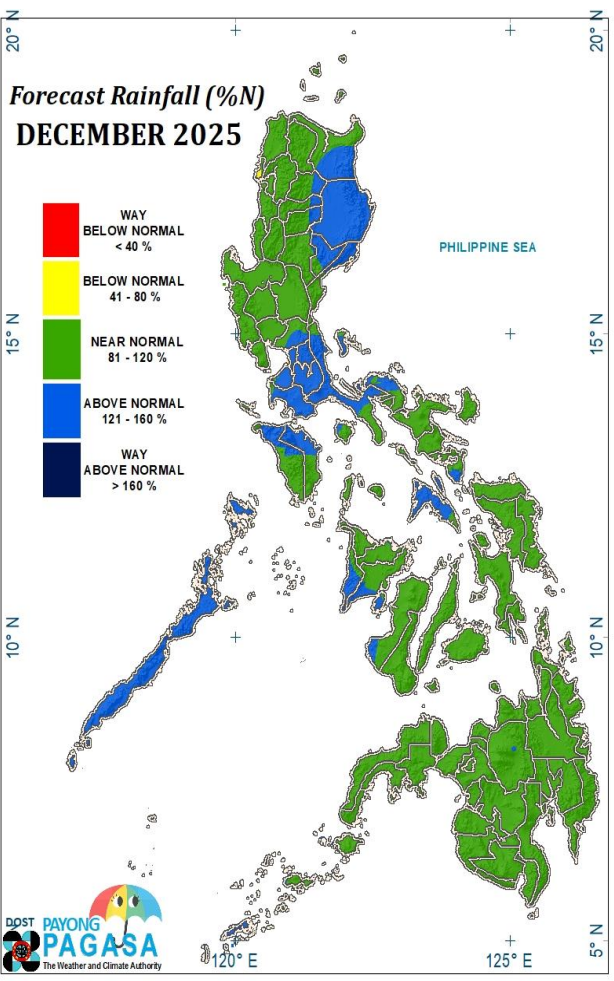 20° N
20° N
Forecast Rainfall (%N)
DECEMBER 2025
WAY
BELOW NORMAL
< 40 %
BELOW NORMAL
41 - 80 %
NEAR NORMAL
81 - 120 %
ABOVE NORMAL
121 - 160 %
WAY
ABOVE NORMAL
> 160 %
PHILIPPINE SEA
15° N
15° N
10° N
10° N
5° N
DOST
PAYONG
PAGASA
The Weather and Climate Authority
120° E
125° E